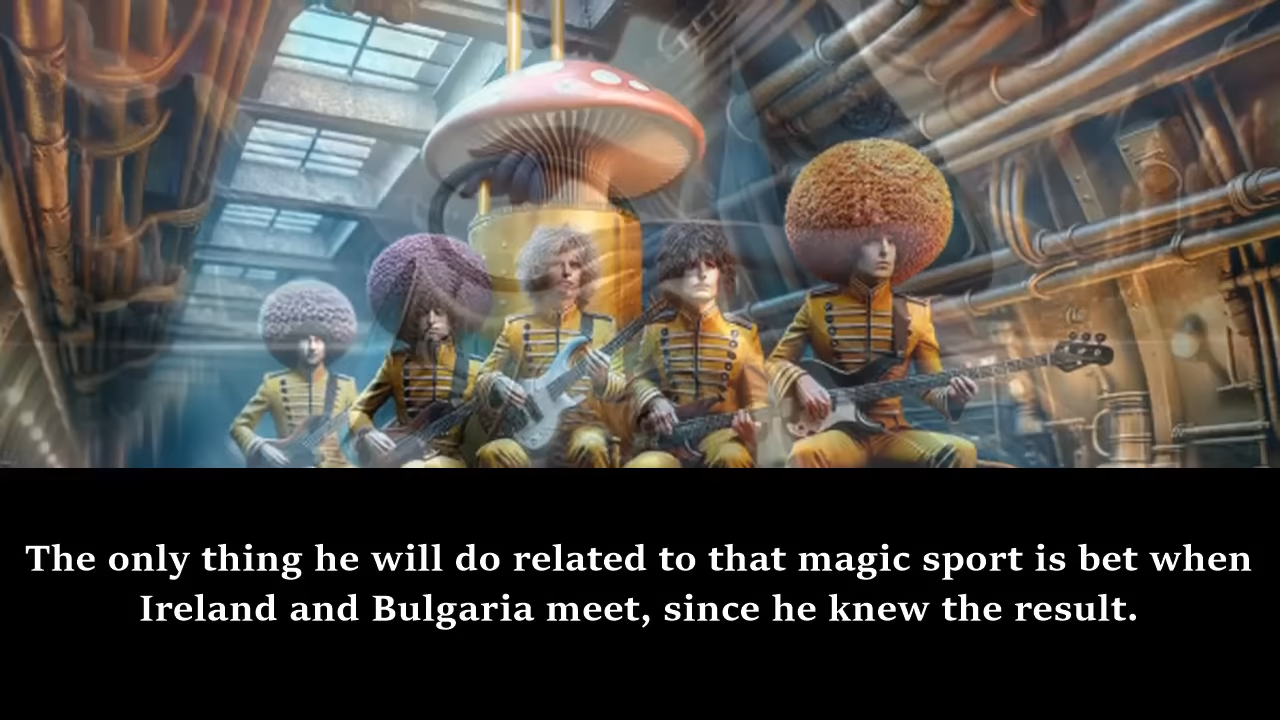 The only thing he will do related to that magic sport is bet when
Ireland and Bulgaria meet, since he knew the result.